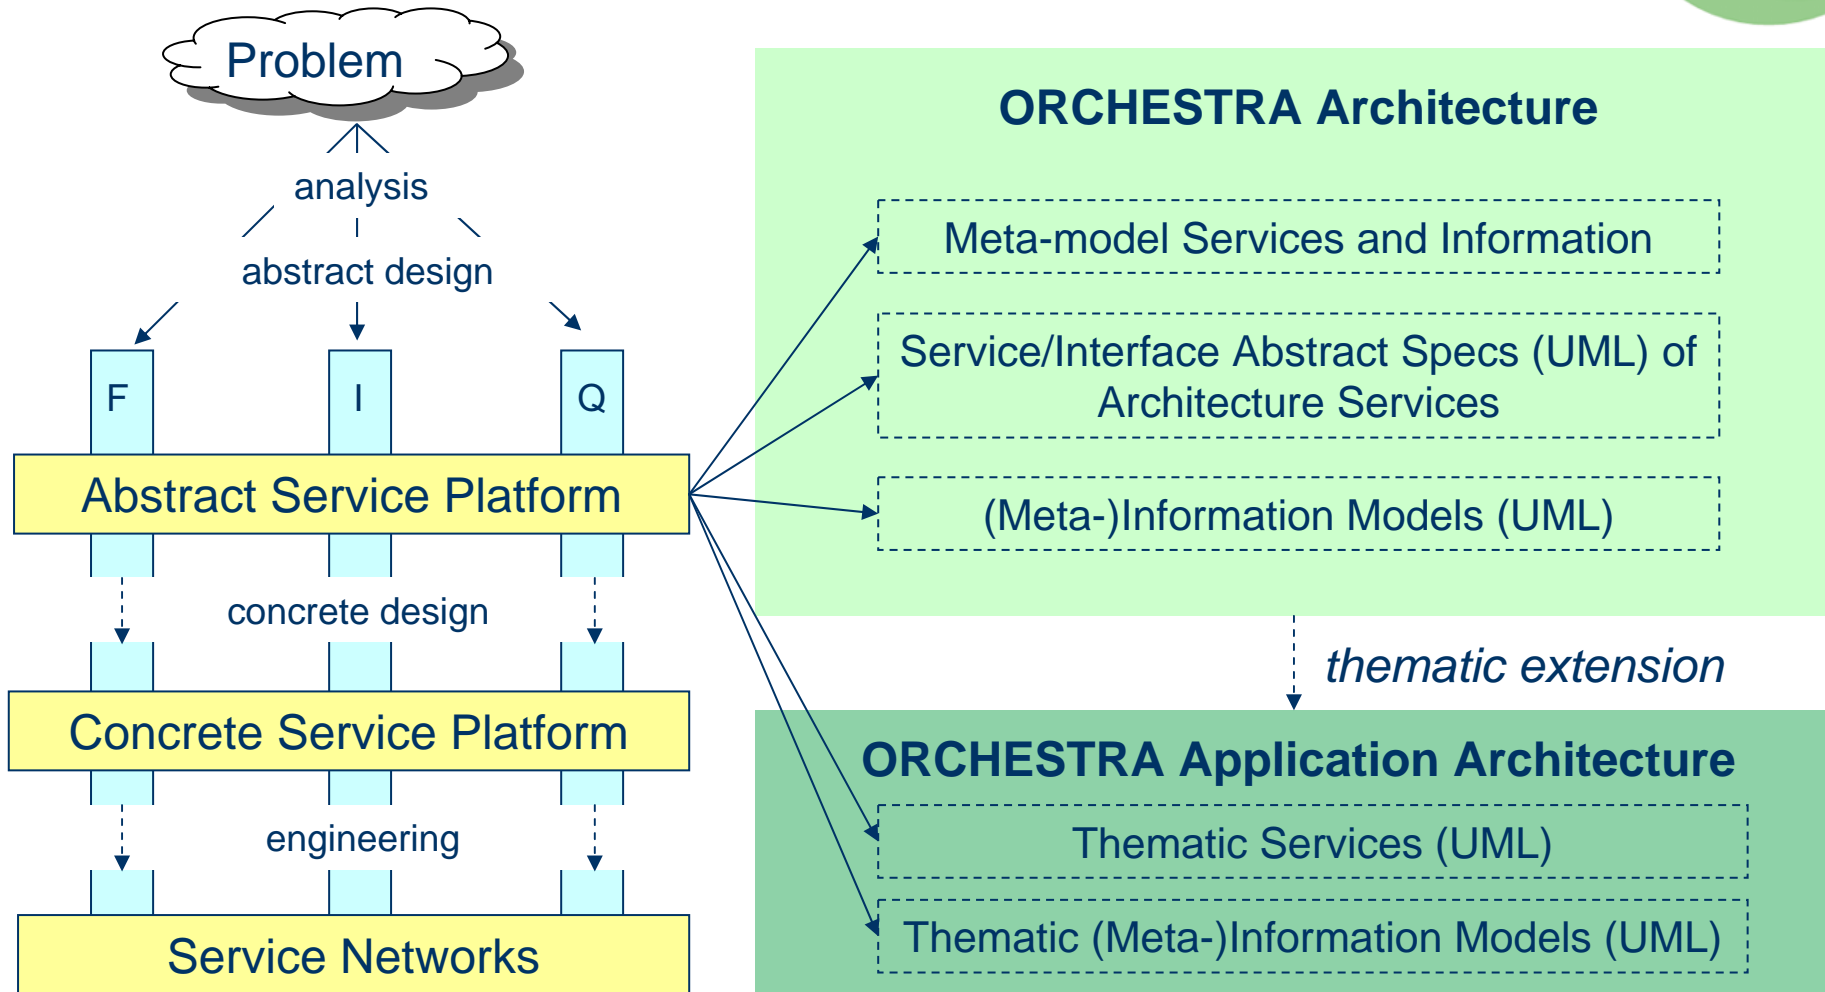 Problem
analysis
abstract design
F
I
Q
Abstract Service Platform
concrete design
Concrete Service Platform
engineering
Service Networks
ORCHESTRA Architecture
Meta-model Services and Information
Service/Interface Abstract Specs (UML) of
Architecture Services
(Meta-)Information Models (UML)
thematic extension
ORCHESTRA Application Architecture
Thematic Services (UML)
Thematic (Meta-)Information Models (UML)